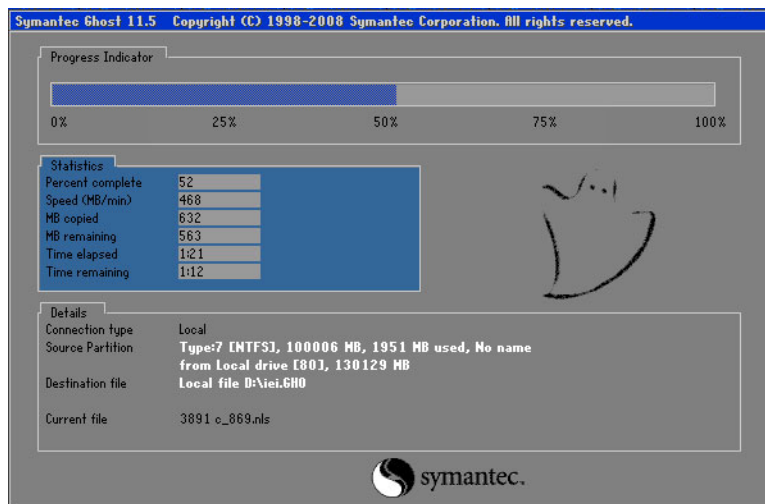 Symantec Ghost 11.5 Copyright (C) 1998-2008 Symantec Corporation. All rights reserved.
Progress Indicator
0% 25% 50% 75% 100%
Statistics
Percent complete 52
Speed (MB/min) 468
MB copied 632
MB remaining 563
Time elapsed 1:21
Time remaining 1:12
Details
Connection type Local
Source Partition Type:7 [NTFS], 100006 MB, 1951 MB used, No name
from Local drive [80], 130129 MB
Destination file Local file D:\iei.GHO
Current file 3891 c_869.nls
symantec.